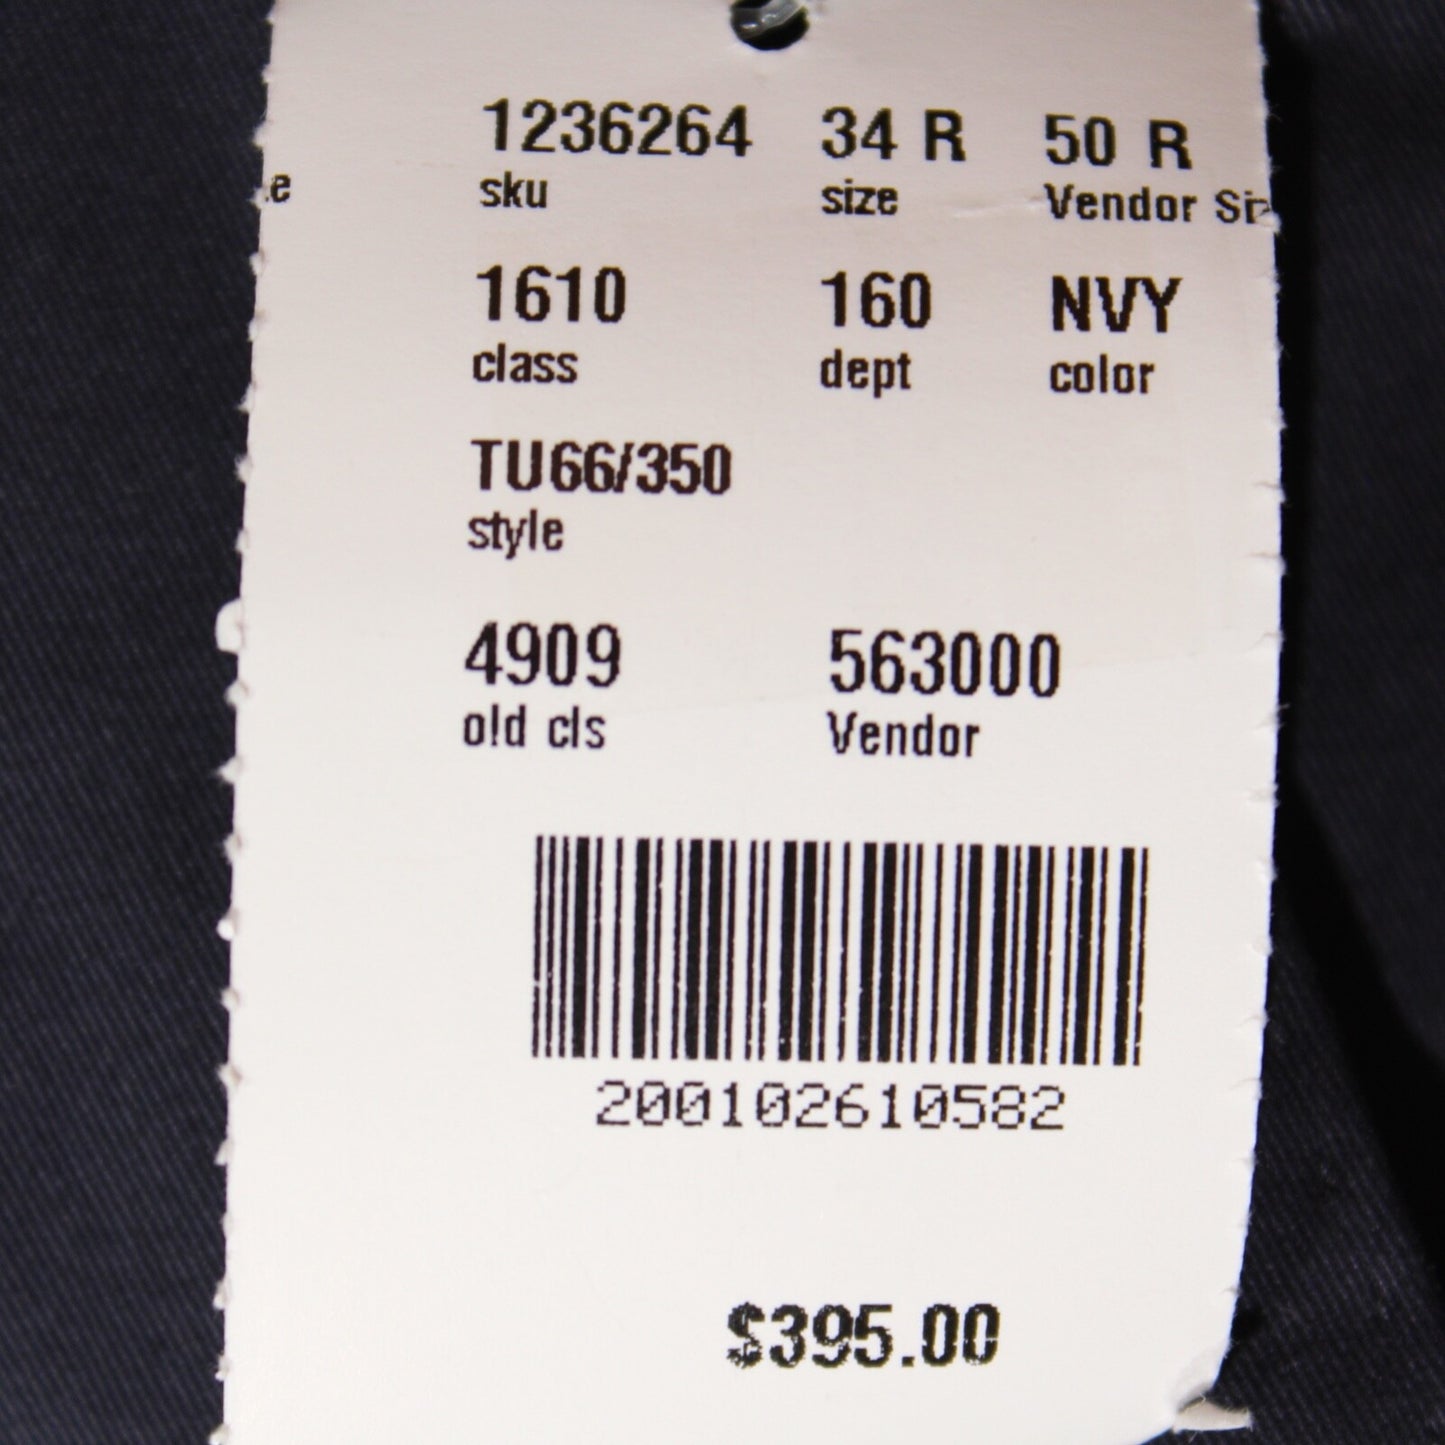 1236264 34 R 50 R
sku size Vendor
1610 160 NVY
class dept color
TU66/350
style
4909 563000
old cls Vendor
200102610582
$395.00